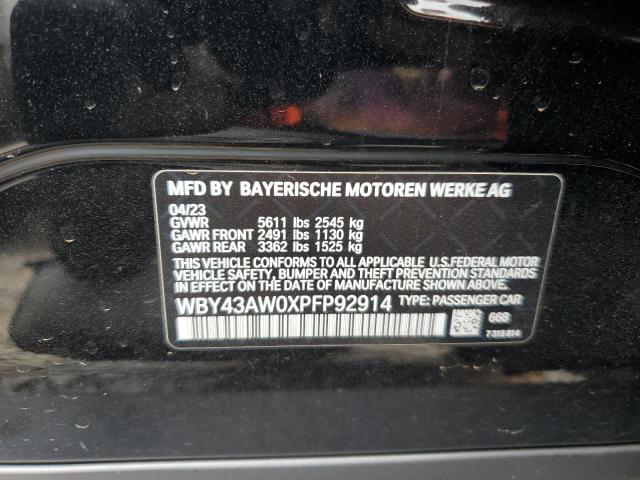 MFD BY BAYERISCHE MOTOREN WERKE AG
04/23
GVWR 5611 lbs 2545 kg
GAWR FRONT 2491 lbs 1130 kg
GAWR REAR 3362 lbs 1525 kg
THIS VEHICLE CONFORMS TO ALL APPLICABLE U.S.FEDERAL MOTOR
VEHICLE SAFETY, BUMPER AND THEFT PREVENTION STANDARDS
IN EFFECT ON THE DATE OF MANUFACTURE SHOWN ABOVE.
WBY43AW0XPFP92914 TYPE: PASSENGER CAR
668
7315814